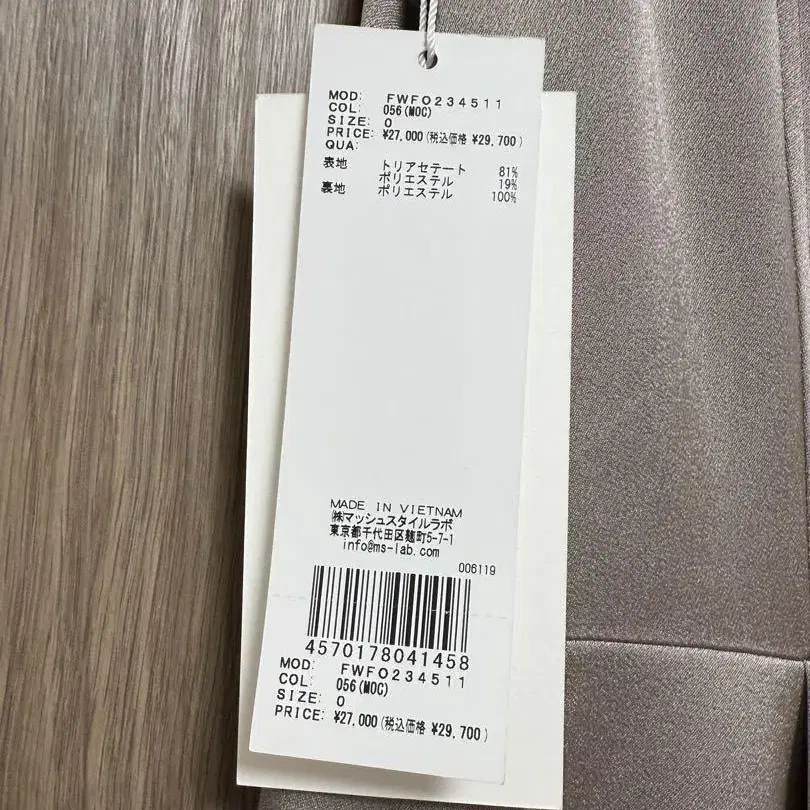 MOD: FWFO234511
COL: 056(MOC)
SIZE: 0
PRICE: ¥27,000(税込価格 ¥29,700)
QUA:
表地 トリアセテート 81%
ポリエステル 19%
裏地 ポリエステル 100%
MADE IN VIETNAM
㈱マッシュスタイルラボ
東京都千代田区麹町5-7-1
info@ms-lab.com
006119
4570178041458
MOD: FWFO234511
COL: 056(MOC)
SIZE: 0
PRICE: ¥27,000(税込価格 ¥29,700)